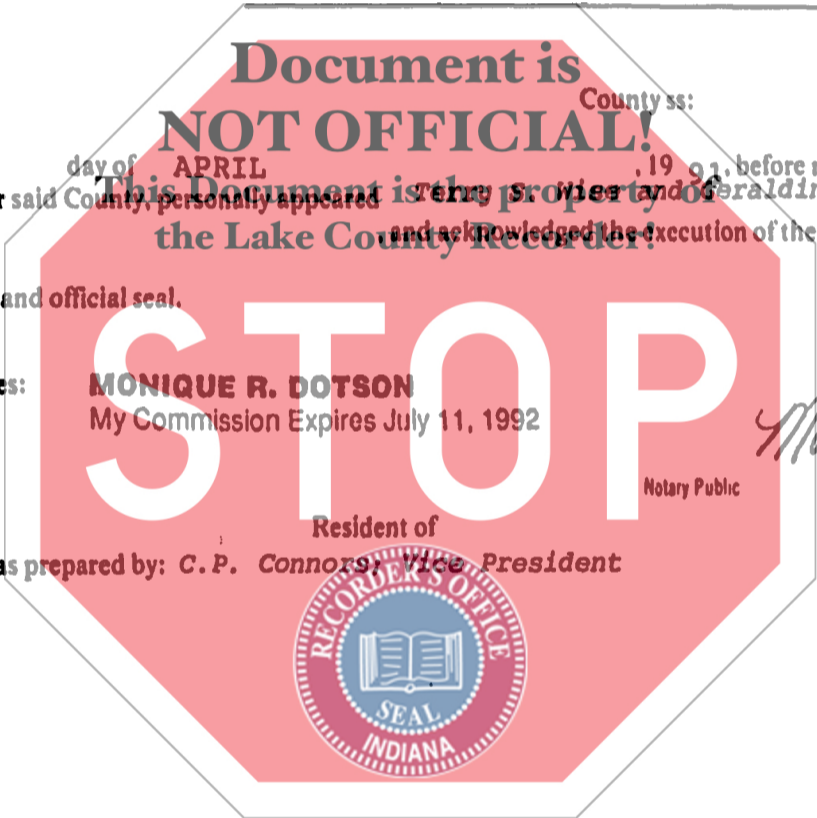 Document is
County ss:
NOT OFFICIAL!
day of APRIL , 19 91, before
This Document is the property of
said County, personally appeared Terry S. Wise and
the Lake County Recorder!
, and acknowledged the execution of the
and official seal.
STOP
MONIQUE R. DOTSON
My Commission Expires July 11, 1992
Notary Public
Resident of
prepared by: C.P. Connors, Vice President
RECORDER'S OFFICE
SEAL
INDIANA